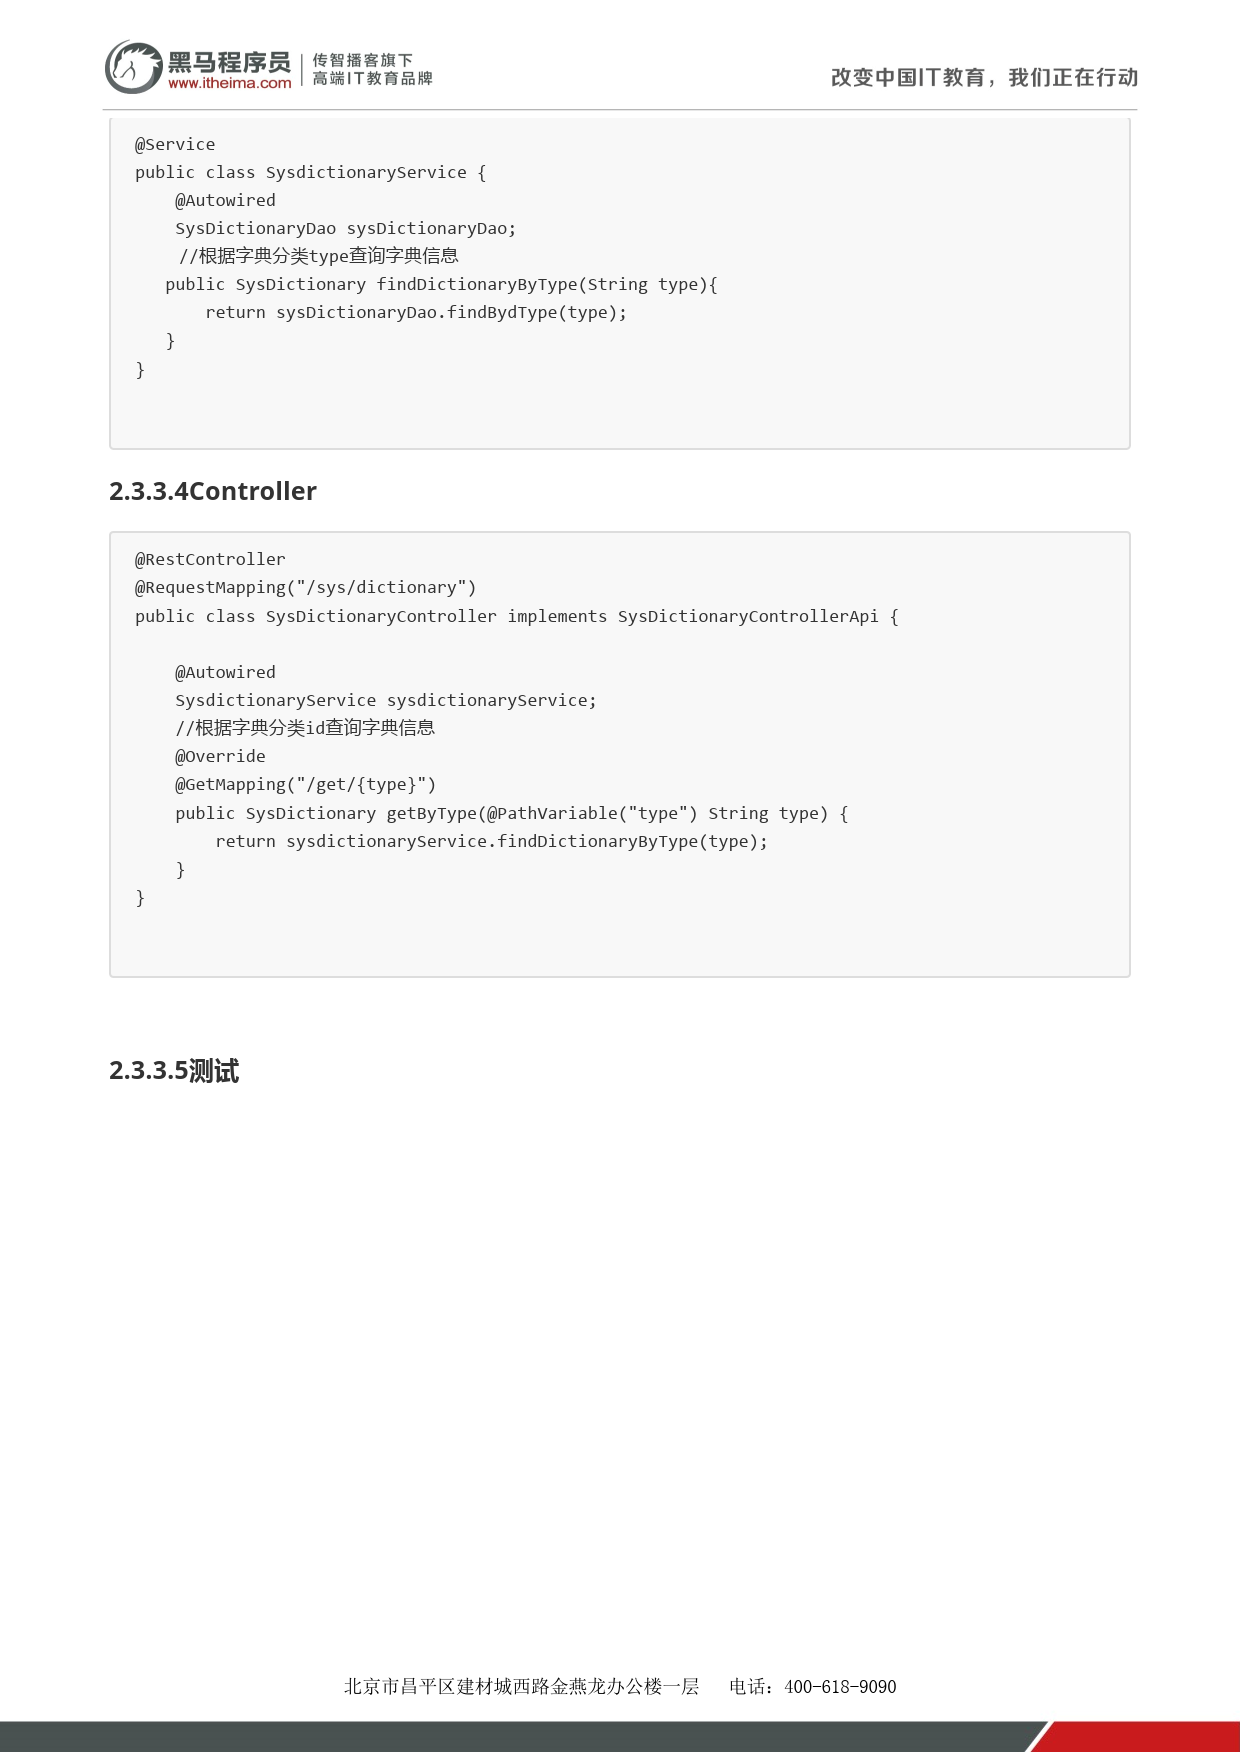 黑马程序员
www.itheima.com
传智播客旗下
高端IT教育品牌
改变中国IT教育，我们正在行动
@Service
public class SysdictionaryService {
    @Autowired
    SysDictionaryDao sysDictionaryDao;
    //根据字典分类type查询字典信息
   public SysDictionary findDictionaryByType(String type){
       return sysDictionaryDao.findBydType(type);
   }
}
2.3.3.4Controller
@RestController
@RequestMapping("/sys/dictionary")
public class SysDictionaryController implements SysDictionaryControllerApi {
    @Autowired
    SysdictionaryService sysdictionaryService;
    //根据字典分类id查询字典信息
    @Override
    @GetMapping("/get/{type}")
    public SysDictionary getByType(@PathVariable("type") String type) {
        return sysdictionaryService.findDictionaryByType(type);
    }
}
2.3.3.5测试
北京市昌平区建材城西路金燕龙办公楼一层 电话：400-618-9090